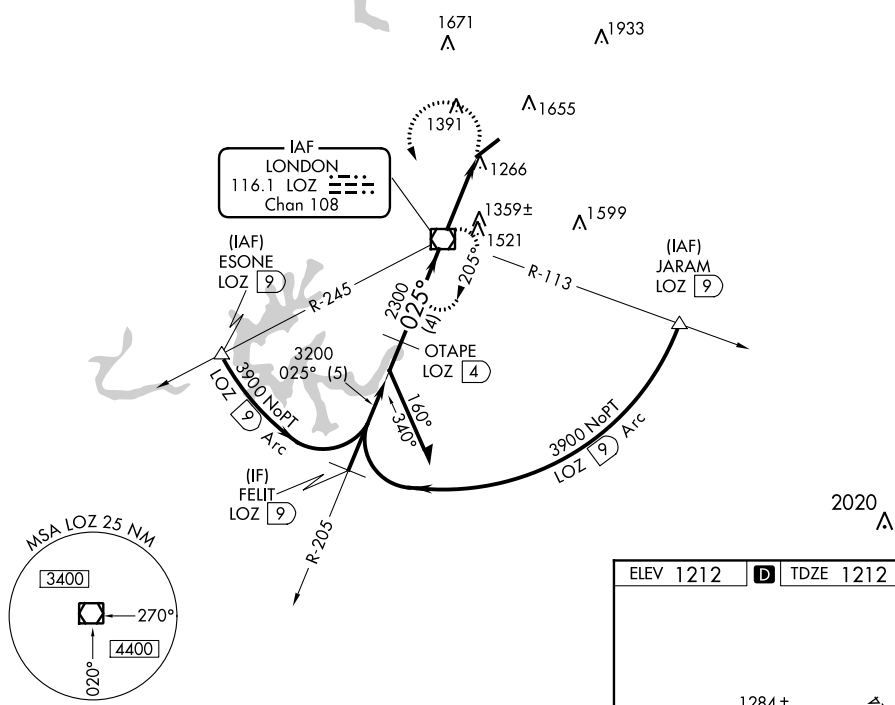 1671
1933
1391
1655
IAF
LONDON
116.1 LOZ
Chan 108
1266
1359±
1521
1599
(IAF)
ESONE
LOZ 9
(IAF)
JARAM
LOZ 9
R-245
R-113
205°
2300
025°
(4)
3200
025° (5)
OTAPE
LOZ 4
3900 NoPT
LOZ 9 Arc
160°
340°
3900 NoPT
LOZ 9 Arc
(IF)
FELIT
LOZ 9
R-205
2020
MSA LOZ 25 NM
3400
270°
4400
020°
ELEV 1212 D TDZE 1212
1284±